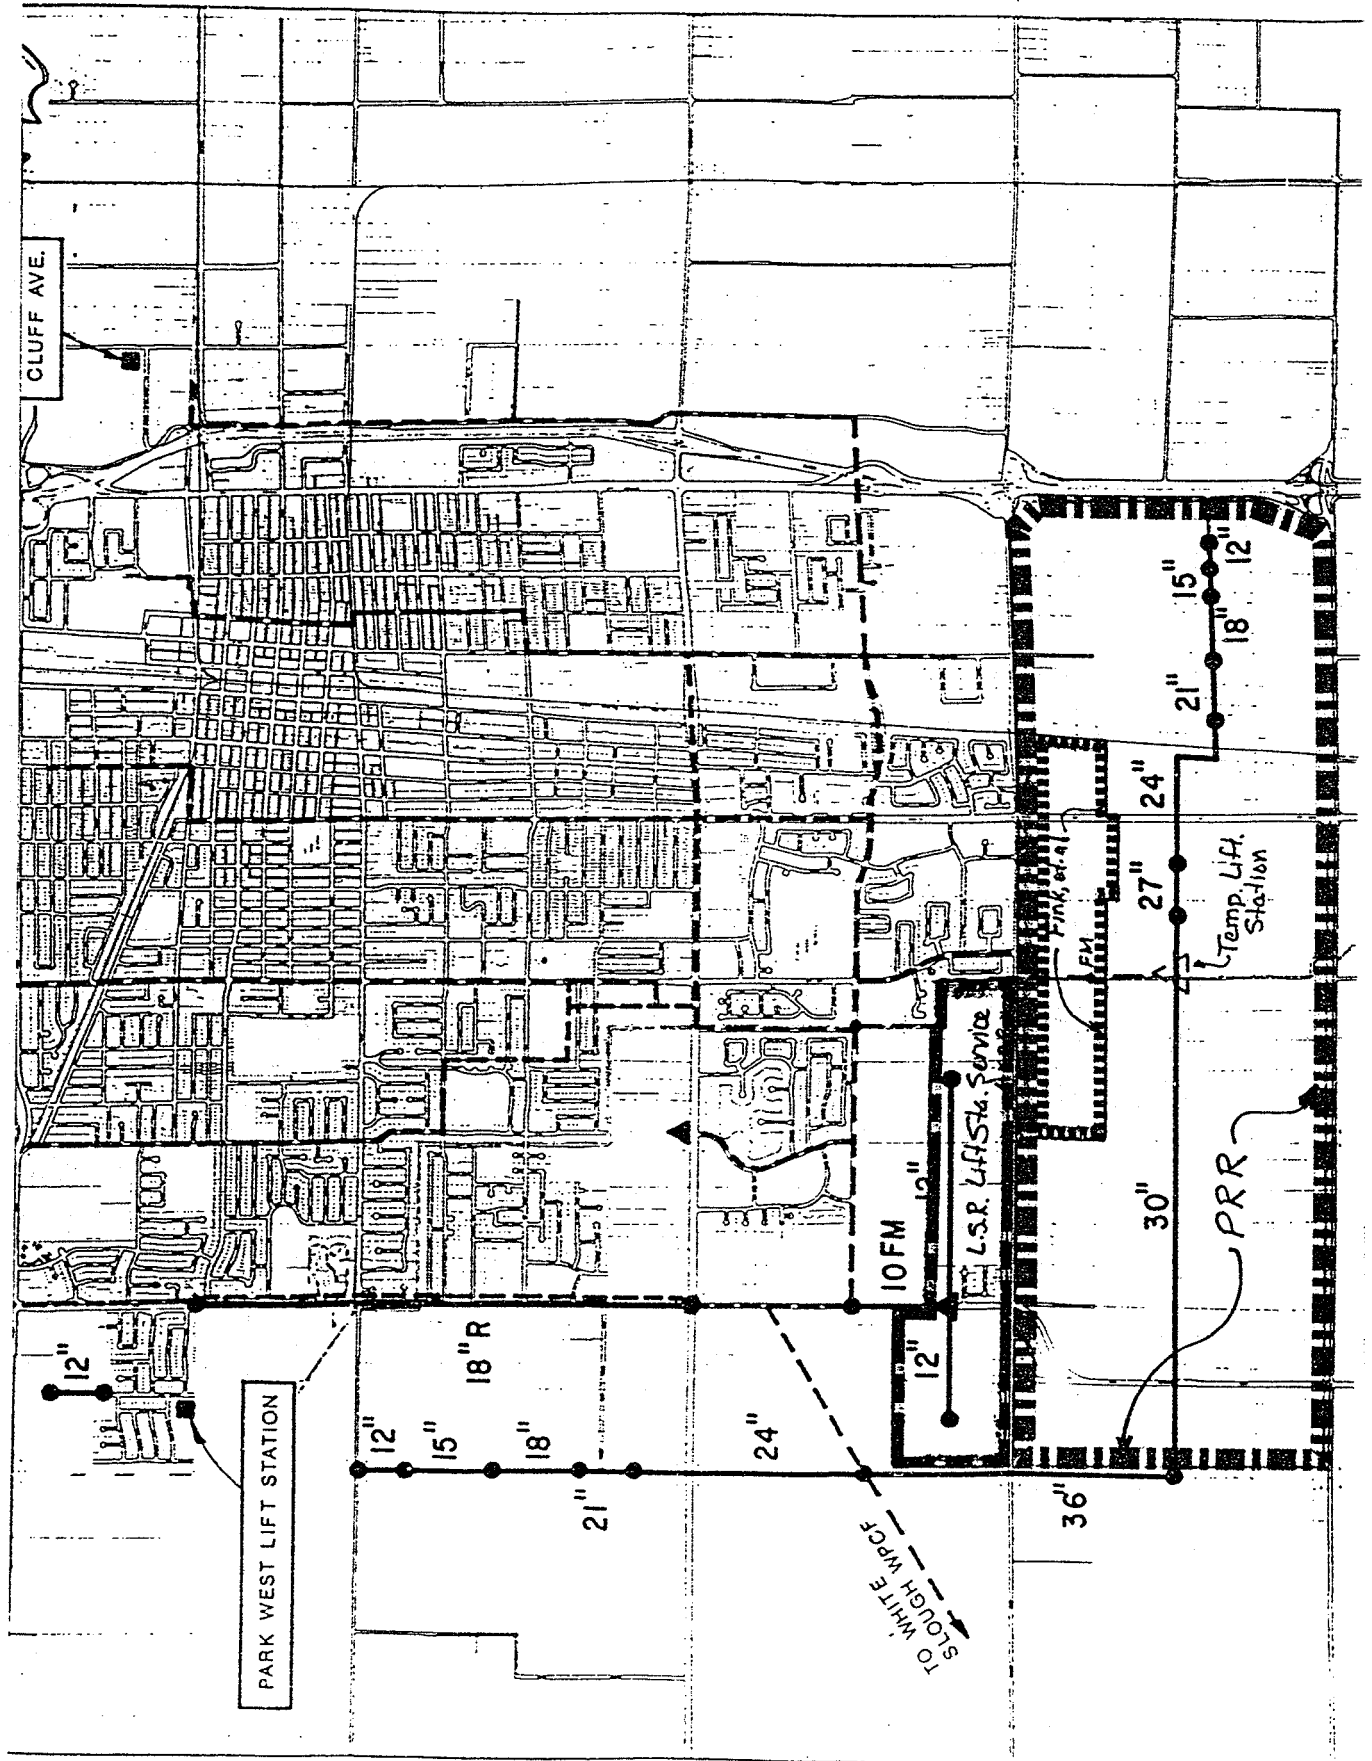 CLUFF AVE.
PARK WEST LIFT STATION
12"
18" R
12"
15"
18"
21"
24"
TO WHITE
SLOUGH WPCF
10 FM
12"
12"
L.S.R. Lift Sta. Service
36"
30"
PRR
Fink, et. al
FM
Temp. Lift.
Station
27"
24"
21"
18"
15"
12"